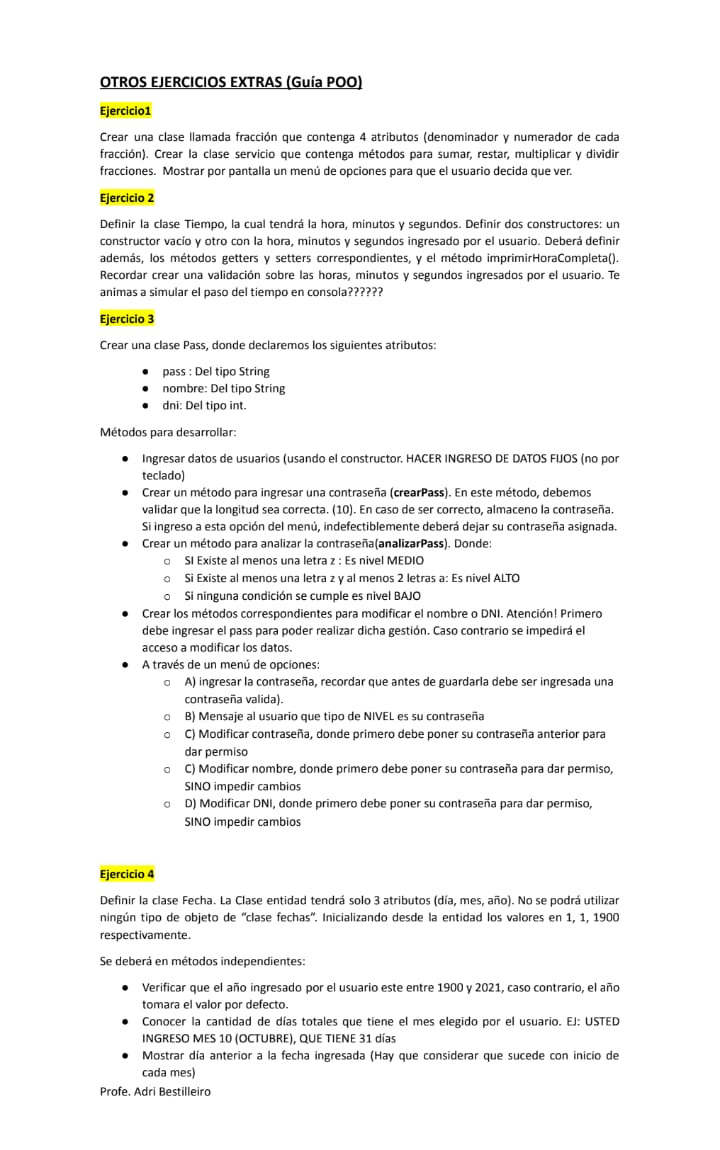 OTROS EJERCICIOS EXTRAS (Guía POO)
Ejercicio1
Crear una clase llamada fracción que contenga 4 atributos (denominador y numerador de cada
fracción). Crear la clase servicio que contenga métodos para sumar, restar, multiplicar y dividir
fracciones. Mostrar por pantalla un menú de opciones para que el usuario decida que ver.
Ejercicio 2
Definir la clase Tiempo, la cual tendrá la hora, minutos y segundos. Definir dos constructores: un
constructor vacío y otro con la hora, minutos y segundos ingresado por el usuario. Deberá definir
además, los métodos getters y setters correspondientes, y el método imprimirHoraCompleta().
Recordar crear una validación sobre las horas, minutos y segundos ingresados por el usuario. Te
animas a simular el paso del tiempo en consola??????
Ejercicio 3
Crear una clase Pass, donde declaremos los siguientes atributos:
● pass : Del tipo String
● nombre: Del tipo String
● dni: Del tipo int.
Métodos para desarrollar:
● Ingresar datos de usuarios (usando el constructor. HACER INGRESO DE DATOS FIJOS (no por
teclado)
● Crear un método para ingresar una contraseña (crearPass). En este método, debemos
validar que la longitud sea correcta. (10). En caso de ser correcto, almaceno la contraseña.
Si ingreso a esta opción del menú, indefectiblemente deberá dejar su contraseña asignada.
● Crear un método para analizar la contraseña(analizarPass). Donde:
○ SI Existe al menos una letra z : Es nivel MEDIO
○ Si Existe al menos una letra z y al menos 2 letras a: Es nivel ALTO
○ Si ninguna condición se cumple es nivel BAJO
● Crear los métodos correspondientes para modificar el nombre o DNI. Atención! Primero
debe ingresar el pass para poder realizar dicha gestión. Caso contrario se impedirá el
acceso a modificar los datos.
● A través de un menú de opciones:
○ A) ingresar la contraseña, recordar que antes de guardarla debe ser ingresada una
contraseña valida).
○ B) Mensaje al usuario que tipo de NIVEL es su contraseña
○ C) Modificar contraseña, donde primero debe poner su contraseña anterior para
dar permiso
○ C) Modificar nombre, donde primero debe poner su contraseña para dar permiso,
SINO impedir cambios
○ D) Modificar DNI, donde primero debe poner su contraseña para dar permiso,
SINO impedir cambios
Ejercicio 4
Definir la clase Fecha. La Clase entidad tendrá solo 3 atributos (día, mes, año). No se podrá utilizar
ningún tipo de objeto de “clase fechas”. Inicializando desde la entidad los valores en 1, 1, 1900
respectivamente.
Se deberá en métodos independientes:
● Verificar que el año ingresado por el usuario este entre 1900 y 2021, caso contrario, el año
tomara el valor por defecto.
● Conocer la cantidad de días totales que tiene el mes elegido por el usuario. EJ: USTED
INGRESO MES 10 (OCTUBRE), QUE TIENE 31 días
● Mostrar día anterior a la fecha ingresada (Hay que considerar que sucede con inicio de
cada mes)
Profe. Adri Bestilleiro